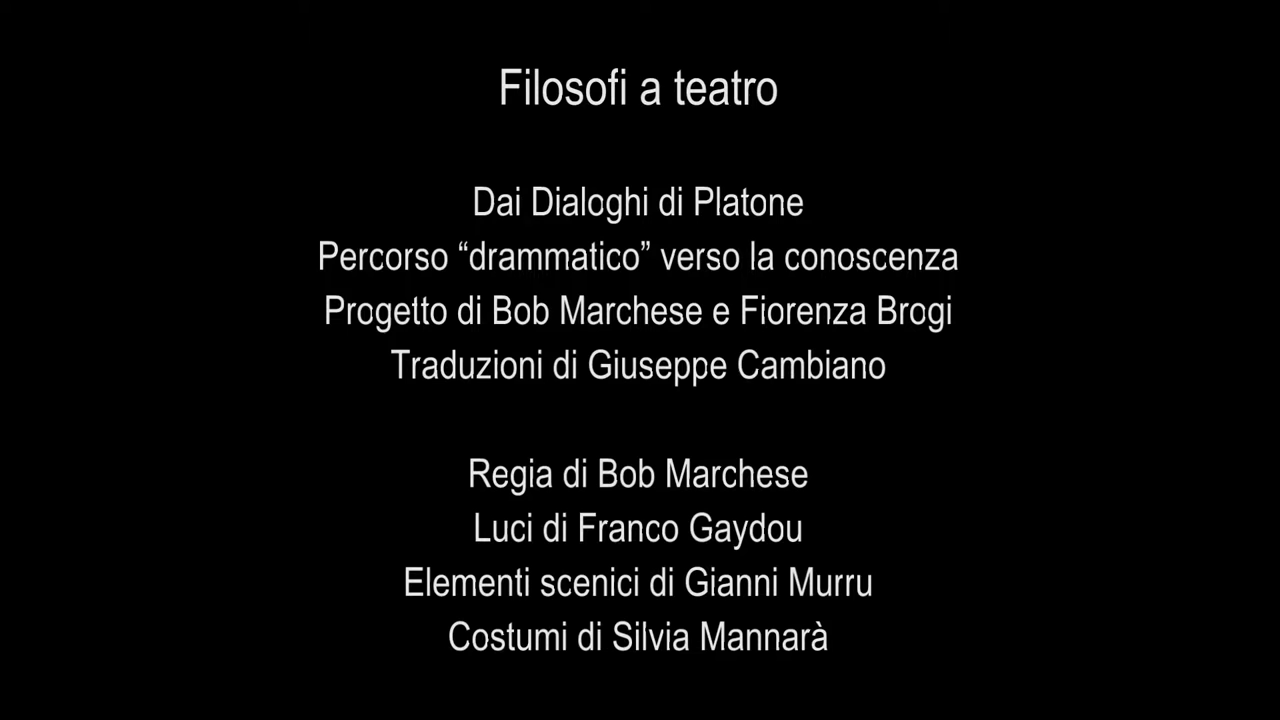 Filosofi a teatro
Dai Dialoghi di Platone
Percorso “drammatico” verso la conoscenza
Progetto di Bob Marchese e Fiorenza Brogi
Traduzioni di Giuseppe Cambiano
Regia di Bob Marchese
Luci di Franco Gaydou
Elementi scenici di Gianni Murru
Costumi di Silvia Mannarà